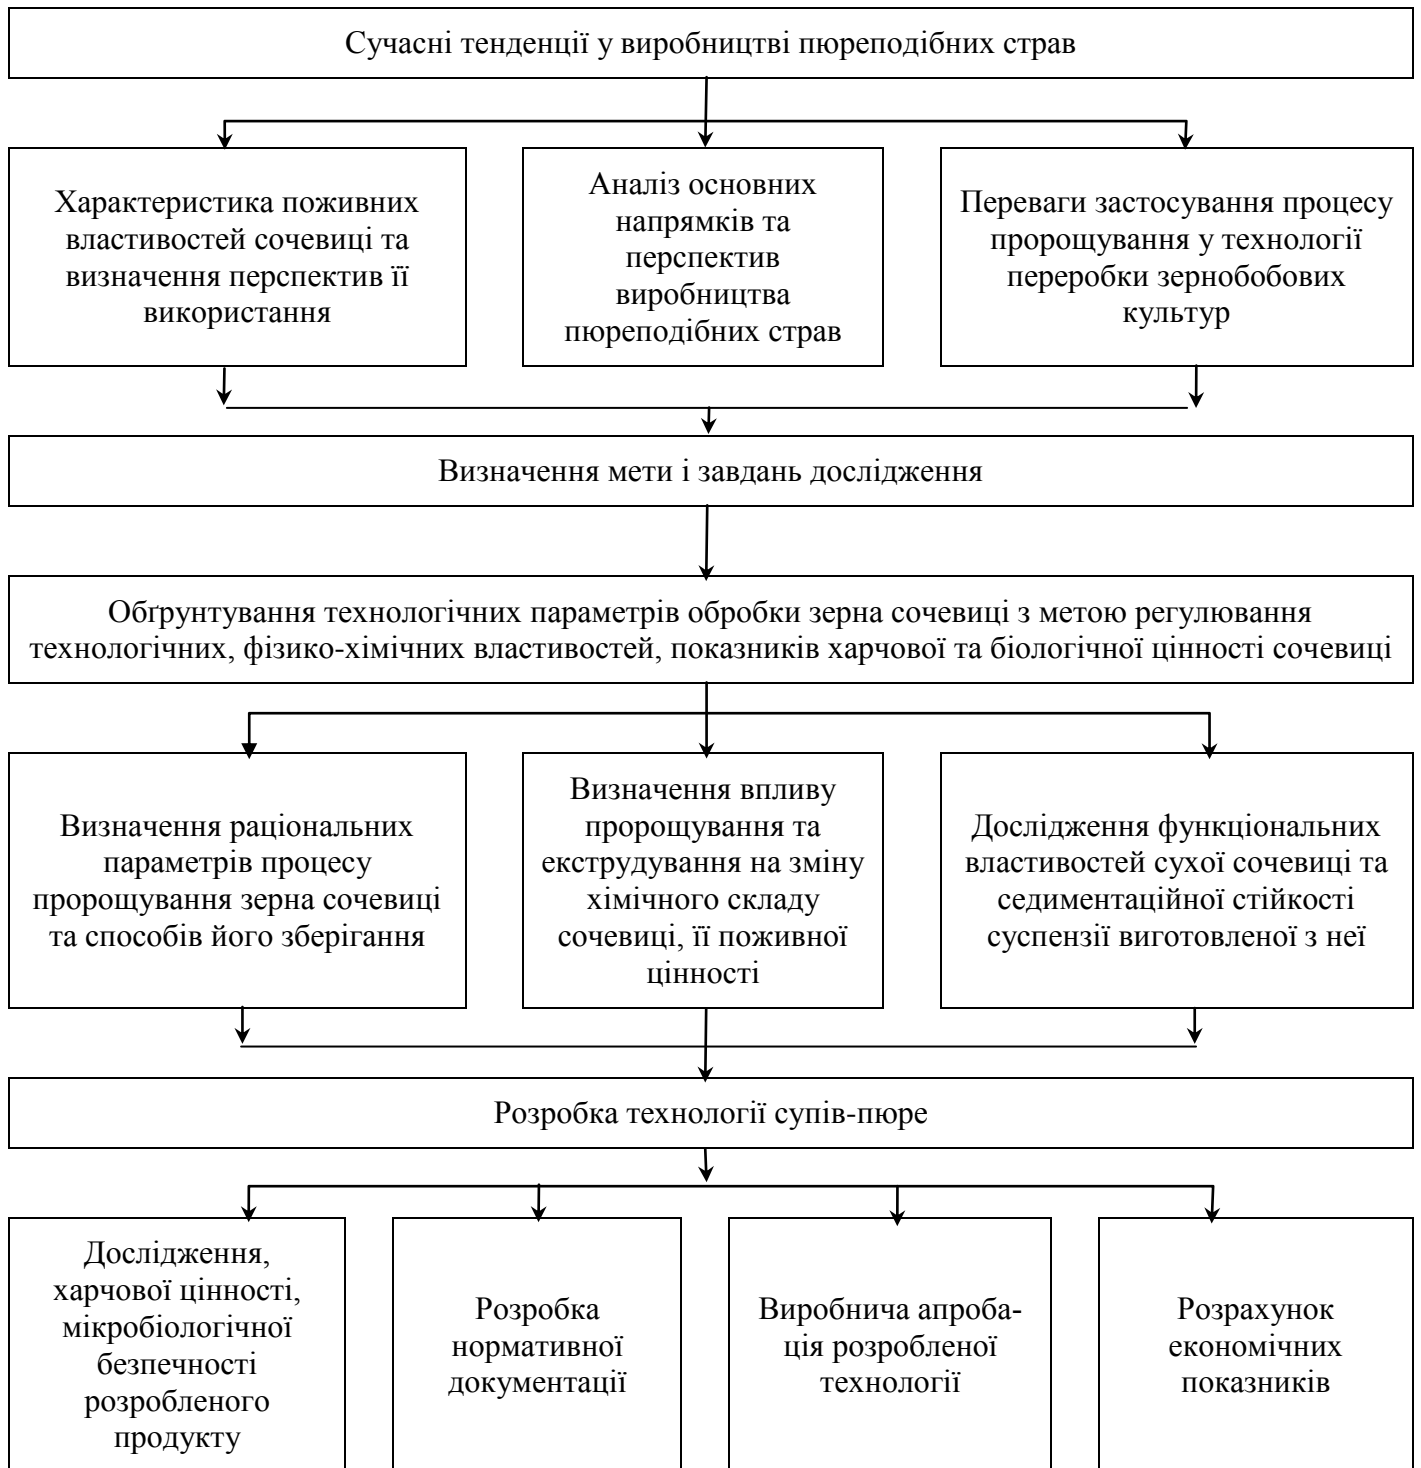 Сучасні тенденції у виробництві пюреподібних страв
Характеристика поживних
властивостей сочевиці та
визначення перспектив її
використання
Аналіз основних
напрямків та
перспектив
виробництва
пюреподібних страв
Переваги застосування процесу
пророщування у технології
переробки зернобобових
культур
Визначення мети і завдань дослідження
Обґрунтування технологічних параметрів обробки зерна сочевиці з метою регулювання
технологічних, фізико-хімічних властивостей, показників харчової та біологічної цінності сочевиці
Визначення раціональних
параметрів процесу
пророщування зерна сочевиці
та способів його зберігання
Визначення впливу
пророщування та
екструдування на зміну
хімічного складу
сочевиці, її поживної
цінності
Дослідження функціональних
властивостей сухої сочевиці та
седиментаційної стійкості
суспензії виготовленої з неї
Розробка технології супів-пюре
Дослідження,
харчової цінності,
мікробіологічної
безпечності
розробленого
продукту
Розробка
нормативної
документації
Виробнича апроба-
ція розробленої
технології
Розрахунок
економічних
показників